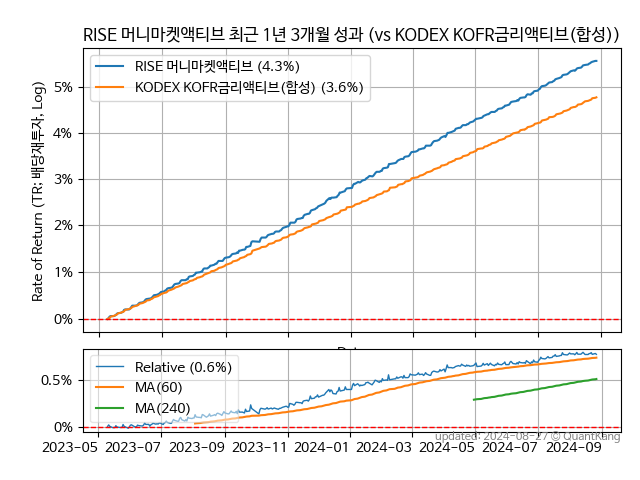 RISE 머니마켓액티브 최근 1년 3개월 성과 (vs KODEX KOFR금리액티브(합성))
RISE 머니마켓액티브 (4.3%)
KODEX KOFR금리액티브(합성) (3.6%)
Rate of Return (TR; 배당재투자, Log)
5%
4%
3%
2%
1%
0%
Relative (0.6%)
MA(60)
MA(240)
0.5%
0%
2023-05 2023-07 2023-09 2023-11 2024-01 2024-03 2024-05 2024-07 2024-09
updated: 2024-08-27 © QuantKang